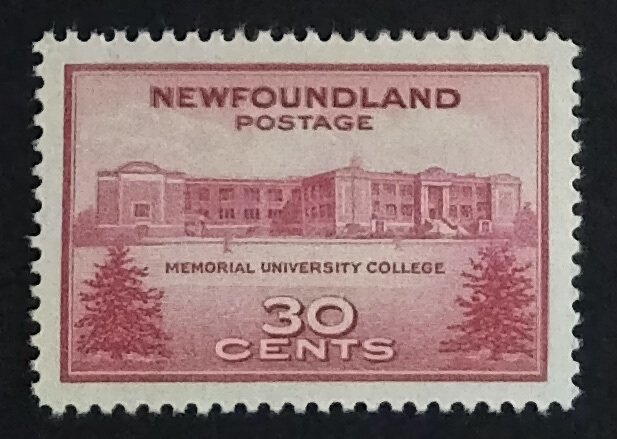 NEWFOUNDLAND
POSTAGE
MEMORIAL UNIVERSITY COLLEGE
30
CENTS